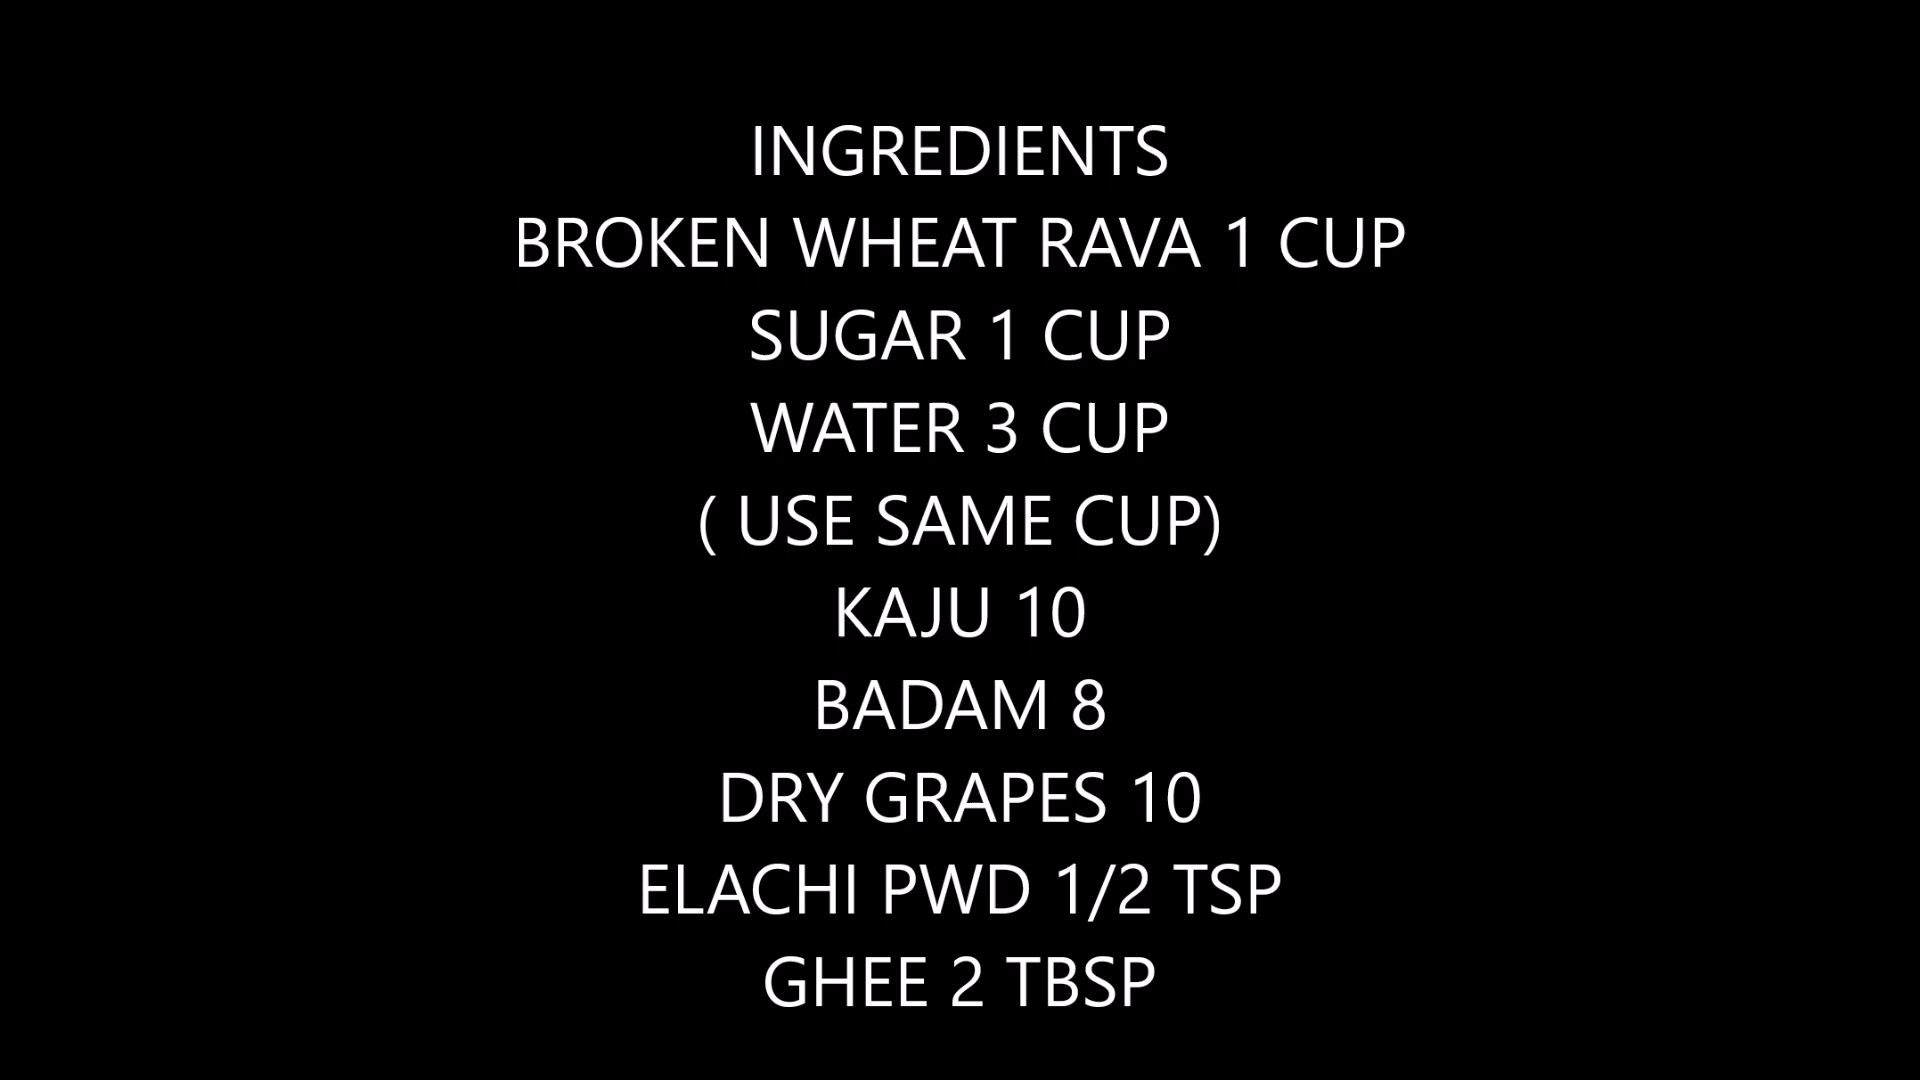 INGREDIENTS
BROKEN WHEAT RAVA 1 CUP
SUGAR 1 CUP
WATER 3 CUP
( USE SAME CUP)
KAJU 10
BADAM 8
DRY GRAPES 10
ELACHI PWD 1/2 TSP
GHEE 2 TBSP